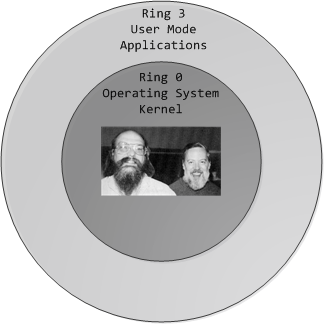 Ring 3
User Mode
Applications
Ring 0
Operating System
Kernel